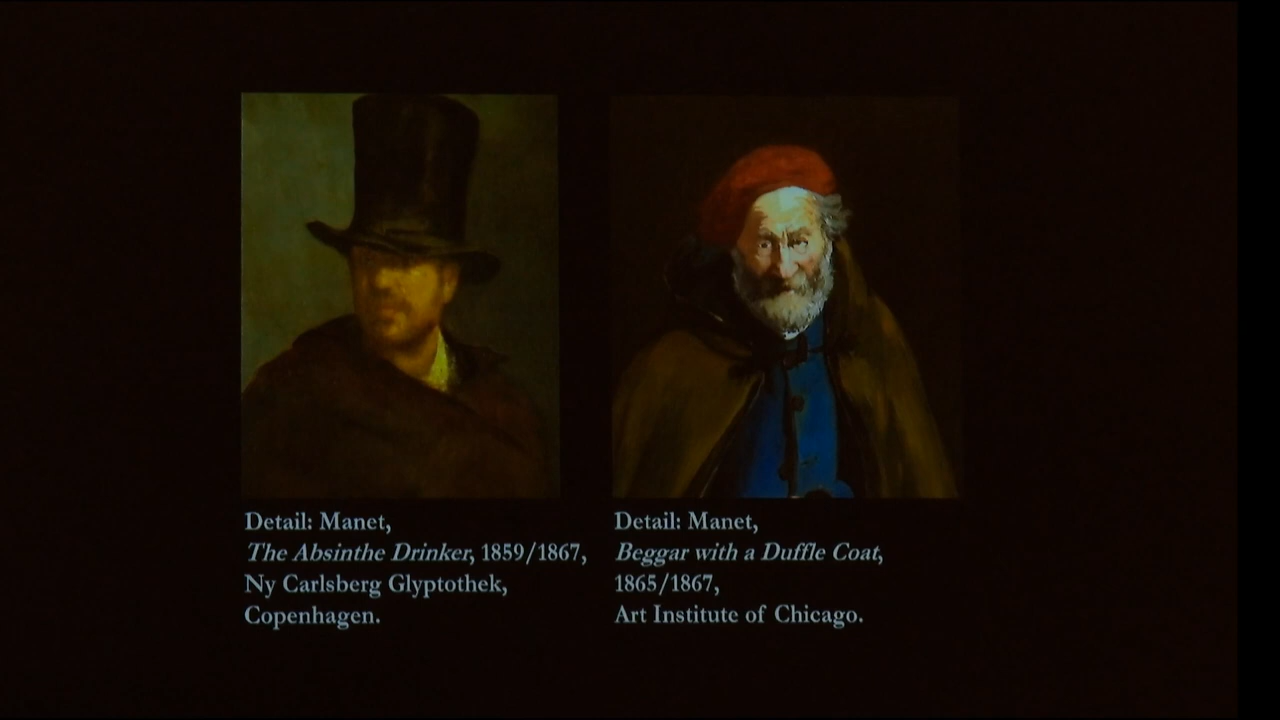 Detail: Manet,
The Absinthe Drinker, 1859/1867,
Ny Carlsberg Glyptothek,
Copenhagen.
Detail: Manet,
Beggar with a Duffle Coat,
1865/1867,
Art Institute of Chicago.